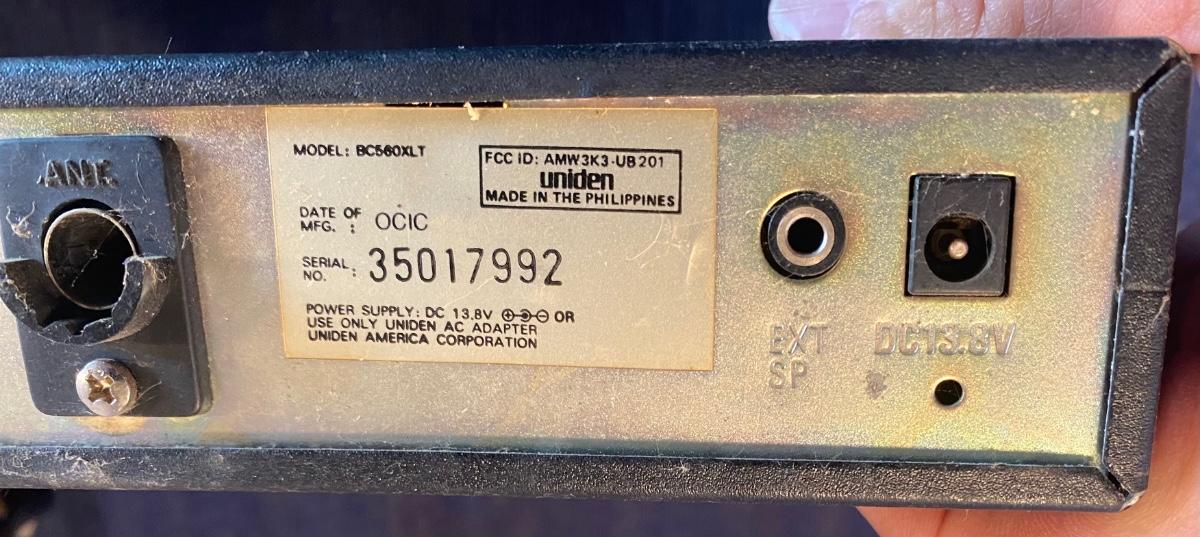 ANT.
MODEL: BC560XLT
FCC ID: AMW3K3-UB201
uniden
MADE IN THE PHILIPPINES
DATE OF
MFG. : OCIC
SERIAL
NO. : 35017992
POWER SUPPLY: DC 13.8V ⊕-●-⊖ OR
USE ONLY UNIDEN AC ADAPTER
UNIDEN AMERICA CORPORATION
EXT
SP
DC13.8V